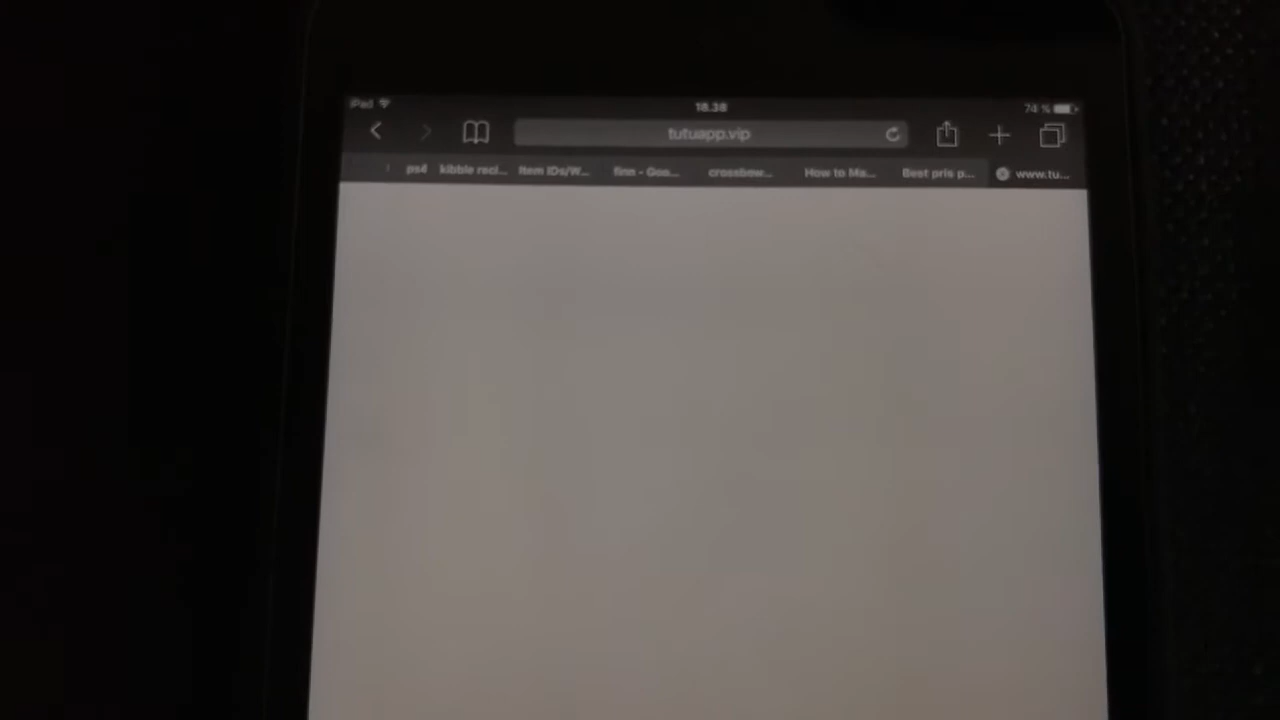 iPad 18.38 74 %
tutuapp.vip
ps4 kibble reci... Item IDs/W... finn - Goo... crossbow... How to Ma... Best pris p... www.tu...